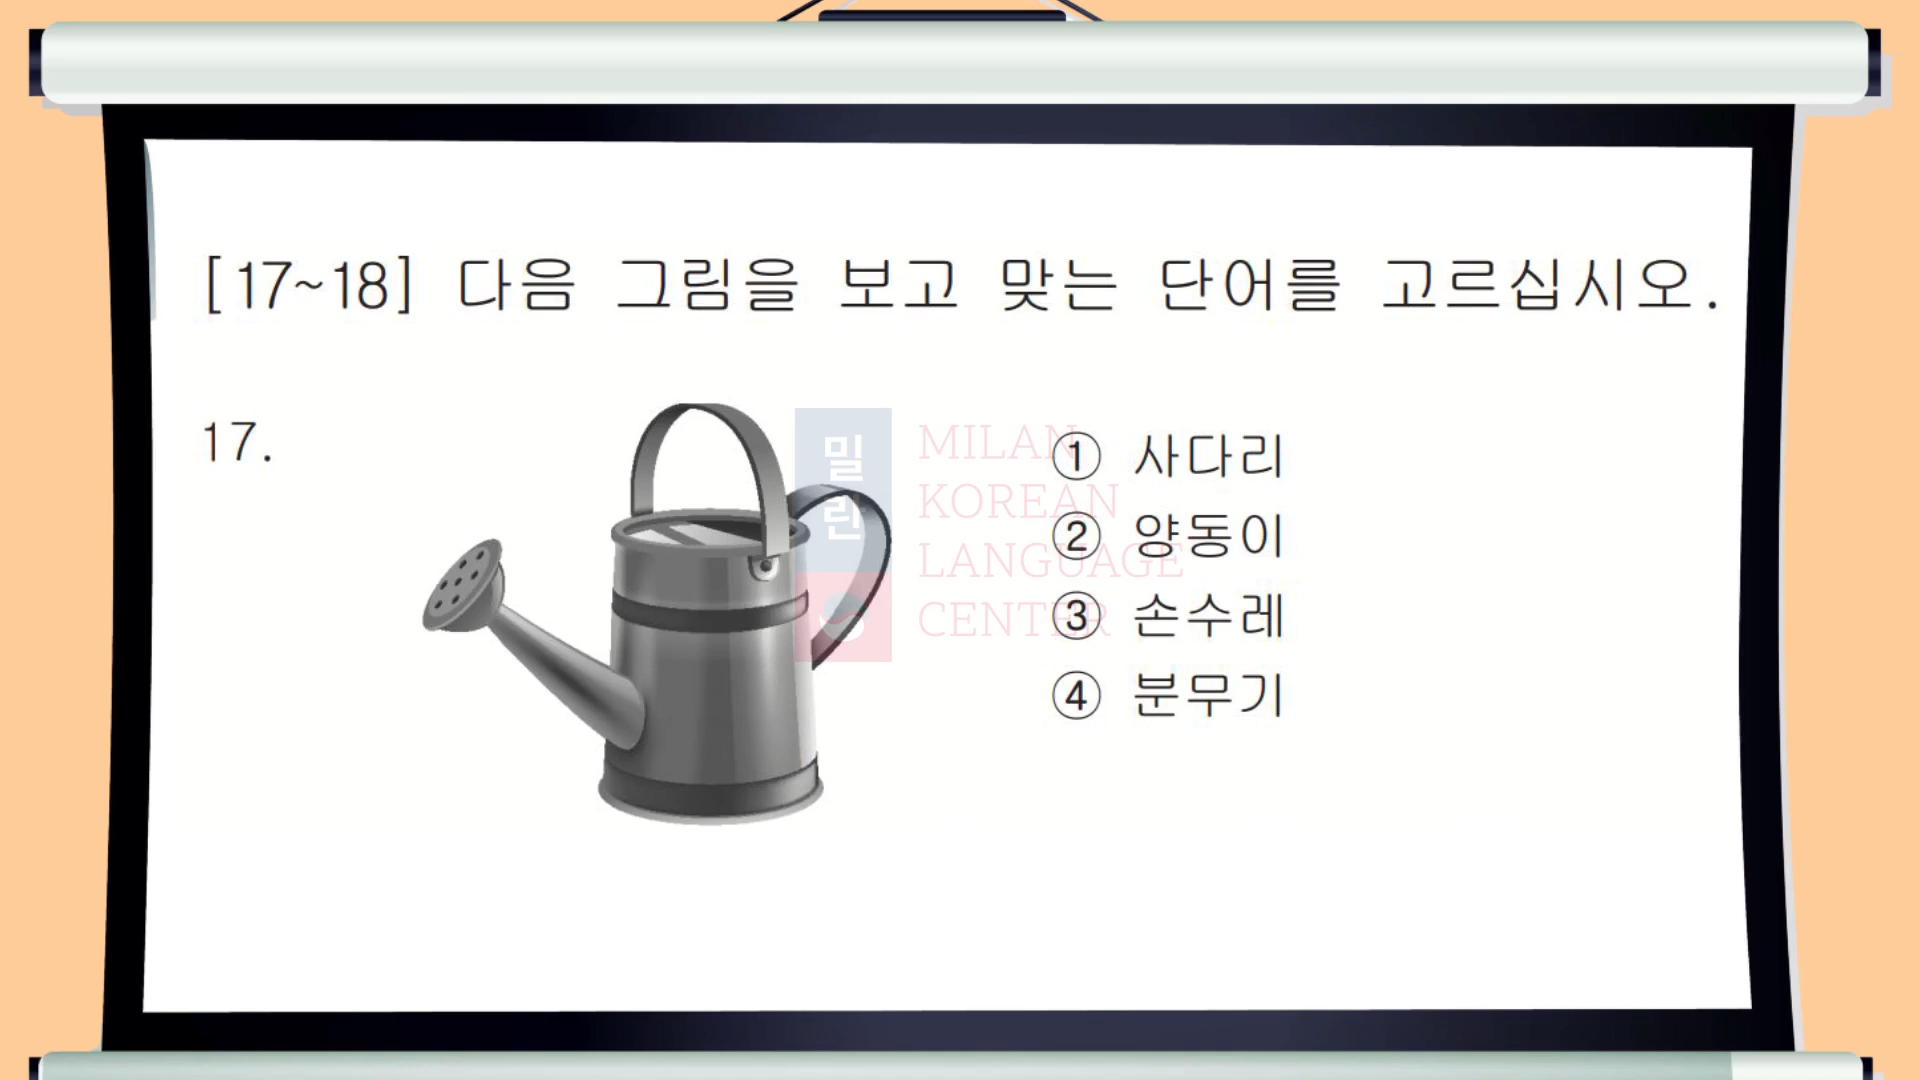 [17~18] 다음 그림을 보고 맞는 단어를 고르십시오.
17.
① 사다리
② 양동이
③ 손수레
④ 분무기
밀란
MILAN
KOREAN
LANGUAGE
CENTER